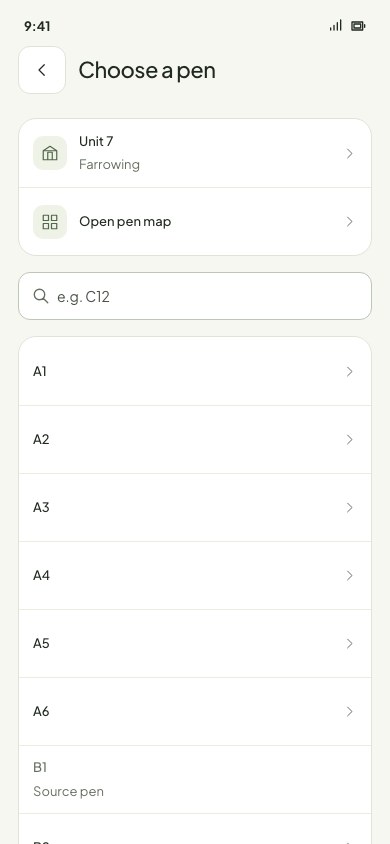 9:41
Choose a pen
Unit 7
Farrowing
Open pen map
e.g. C12
A1
A2
A3
A4
A5
A6
B1
Source pen